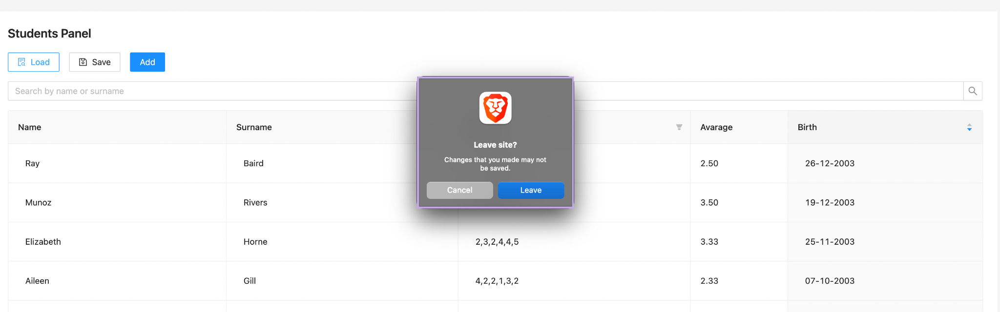 Students Panel
Load Save Add
Search by name or surname
Name Surname Avarage Birth
Ray Baird 2.50 26-12-2003
Munoz Rivers 3.50 19-12-2003
Elizabeth Horne 2,3,2,4,4,5 3.33 25-11-2003
Aileen Gill 4,2,2,1,3,2 2.33 07-10-2003
Leave site?
Changes that you made may not
be saved.
Cancel Leave